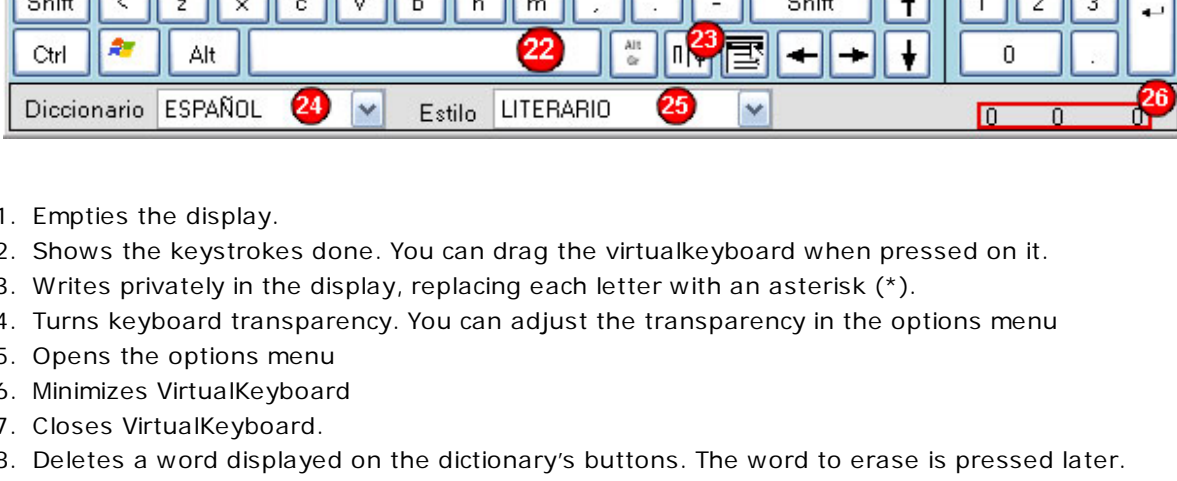 Shift < z x c v b n m , . - Shift 1 2 3
Ctrl Alt 22 Alt Gr 23 0 .
Diccionario ESPAÑOL 24 Estilo LITERARIO 25 0 0 0 26
1. Empties the display.
2. Shows the keystrokes done. You can drag the virtualkeyboard when pressed on it.
3. Writes privately in the display, replacing each letter with an asterisk (*).
4. Turns keyboard transparency. You can adjust the transparency in the options menu
5. Opens the options menu
6. Minimizes VirtualKeyboard
7. Closes VirtualKeyboard.
8. Deletes a word displayed on the dictionary's buttons. The word to erase is pressed later.